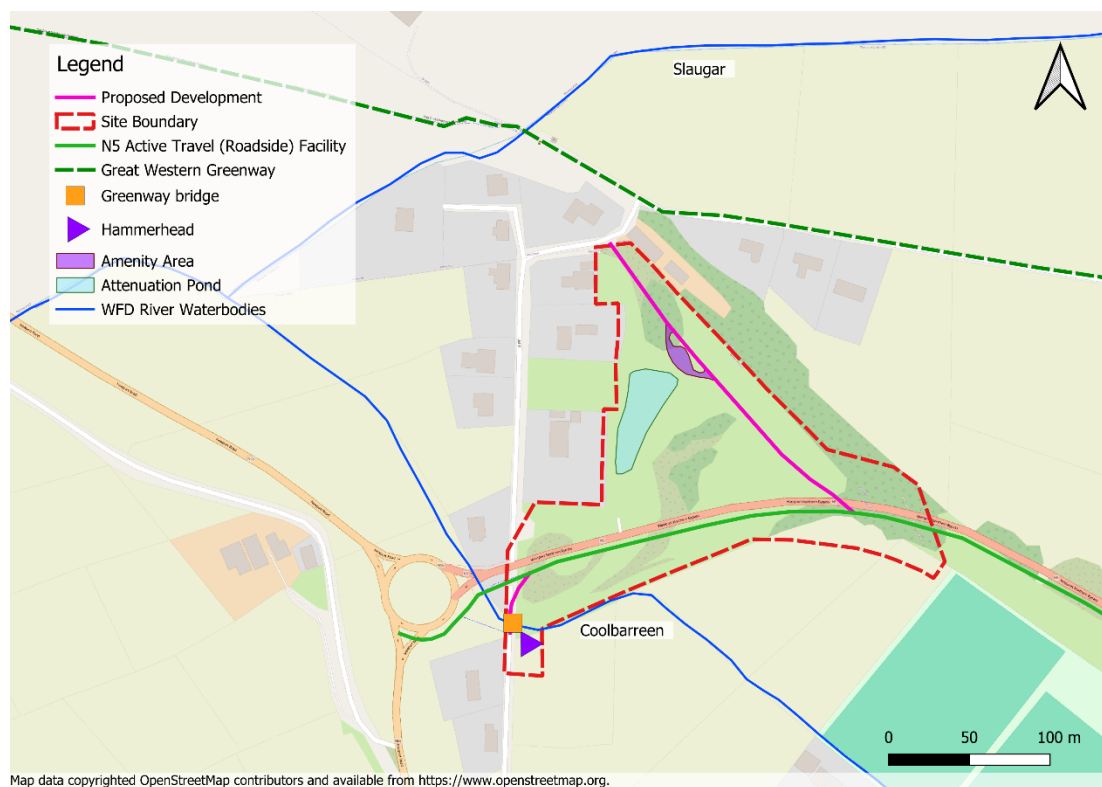 Slaugar
Legend
Proposed Development
Site Boundary
N5 Active Travel (Roadside) Facility
Great Western Greenway
Greenway bridge
Hammerhead
Amenity Area
Attenuation Pond
WFD River Waterbodies
Coolbarreen
0 50 100 m
Map data copyrighted OpenStreetMap contributors and available from https://www.openstreetmap.org.